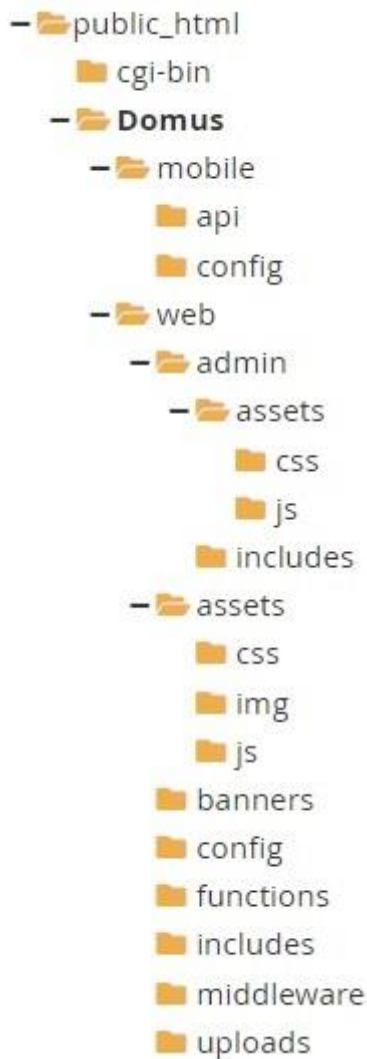 public_html
cgi-bin
Domus
mobile
api
config
web
admin
assets
css
js
includes
assets
css
img
js
banners
config
functions
includes
middleware
uploads